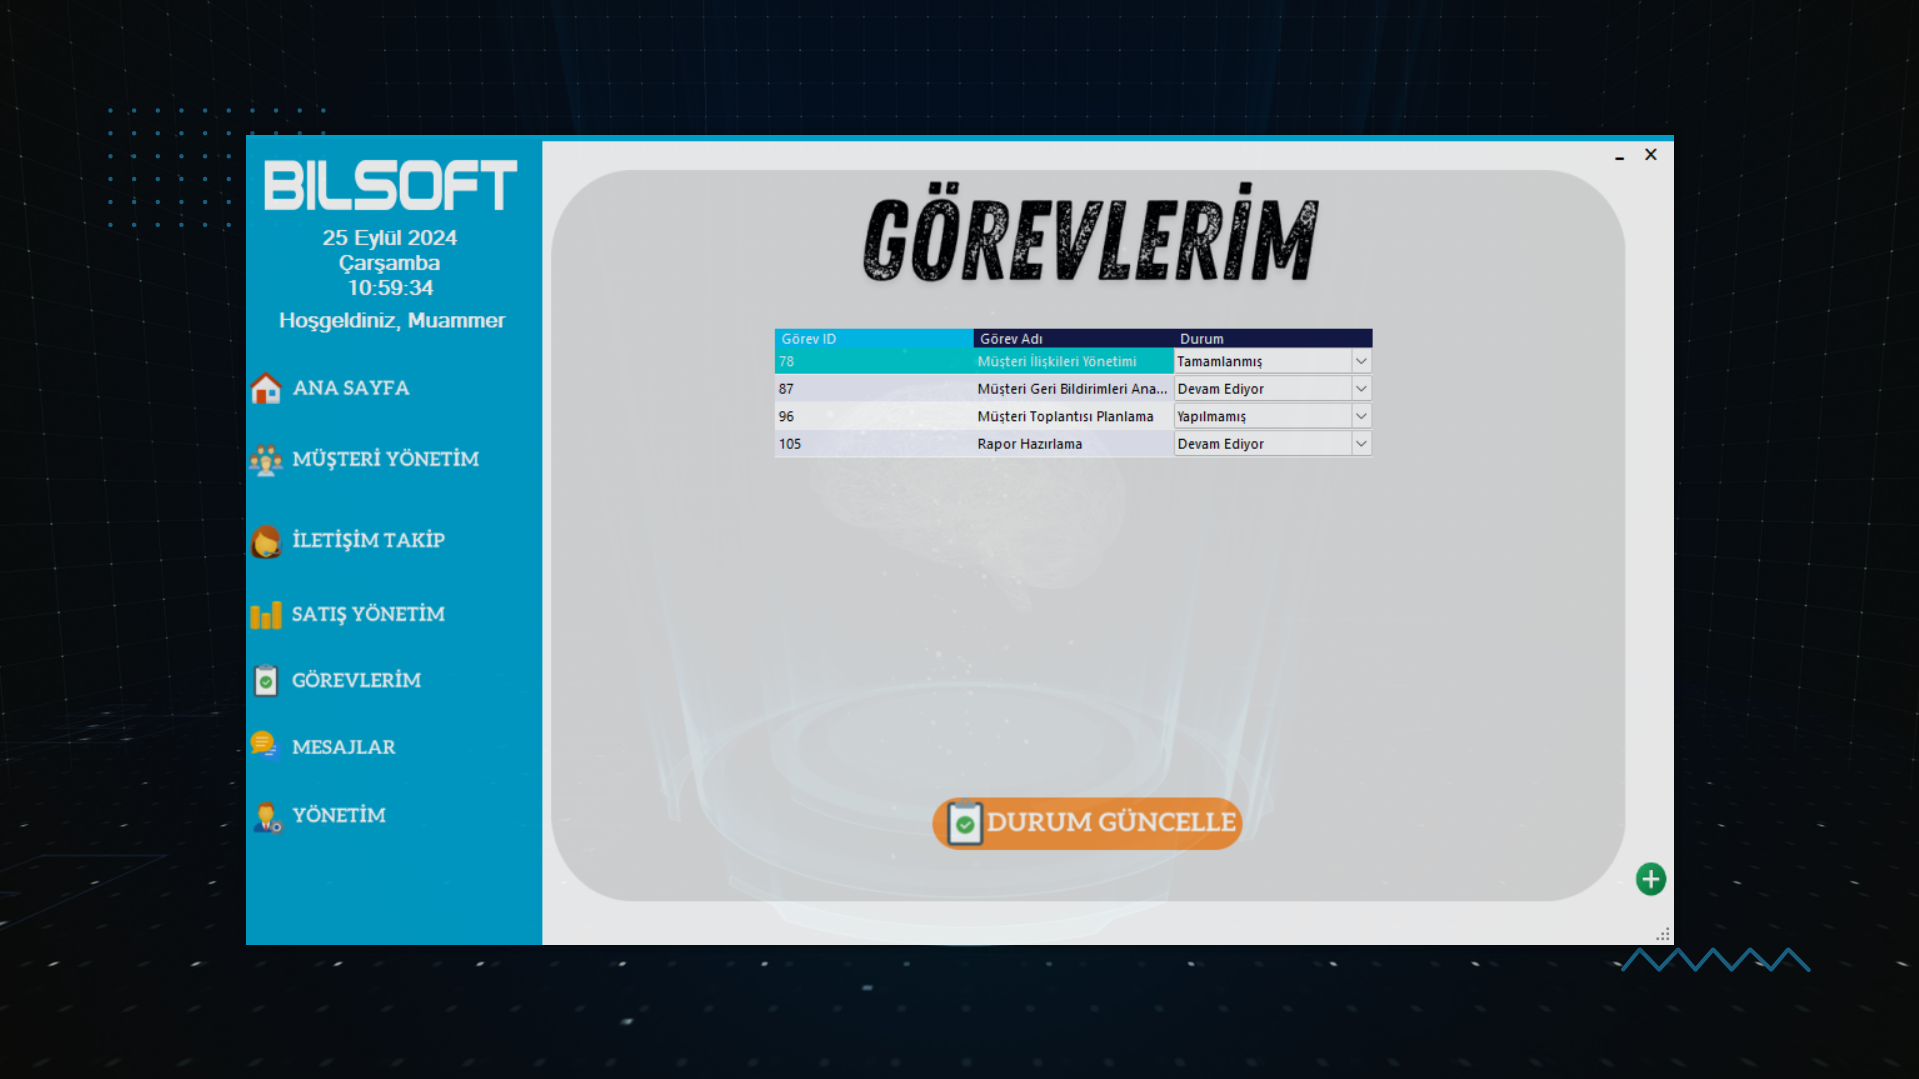 BILSOFT
25 Eylül 2024
Çarşamba
10:59:34
Hoşgeldiniz, Muammer
ANA SAYFA
MÜŞTERİ YÖNETİM
İLETİŞİM TAKİP
SATIŞ YÖNETİM
GÖREVLERİM
MESAJLAR
YÖNETİM
GÖREVLERİM
Görev ID Görev Adı Durum
78 Müşteri İlişkileri Yönetimi Tamamlanmış
87 Müşteri Geri Bildirimleri Ana... Devam Ediyor
96 Müşteri Toplantısı Planlama Yapılmamış
105 Rapor Hazırlama Devam Ediyor
DURUM GÜNCELLE